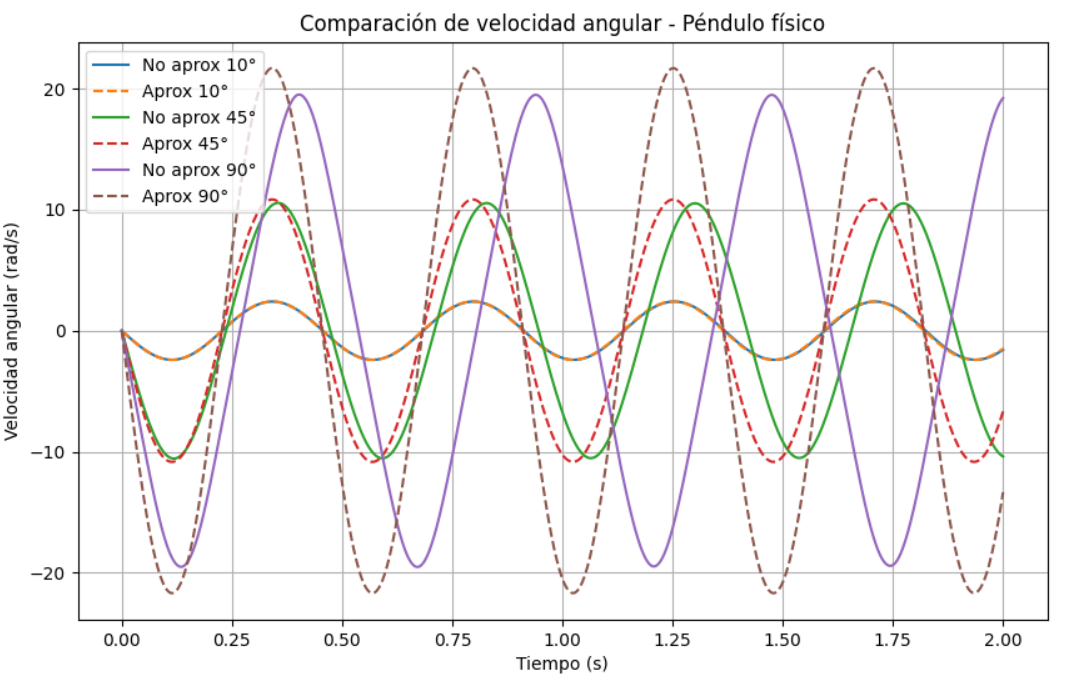 Comparación de velocidad angular - Péndulo físico
No aprox 10°
Aprox 10°
No aprox 45°
Aprox 45°
No aprox 90°
Aprox 90°
Velocidad angular (rad/s)
20
10
0
−10
−20
0.00 0.25 0.50 0.75 1.00 1.25 1.50 1.75 2.00
Tiempo (s)